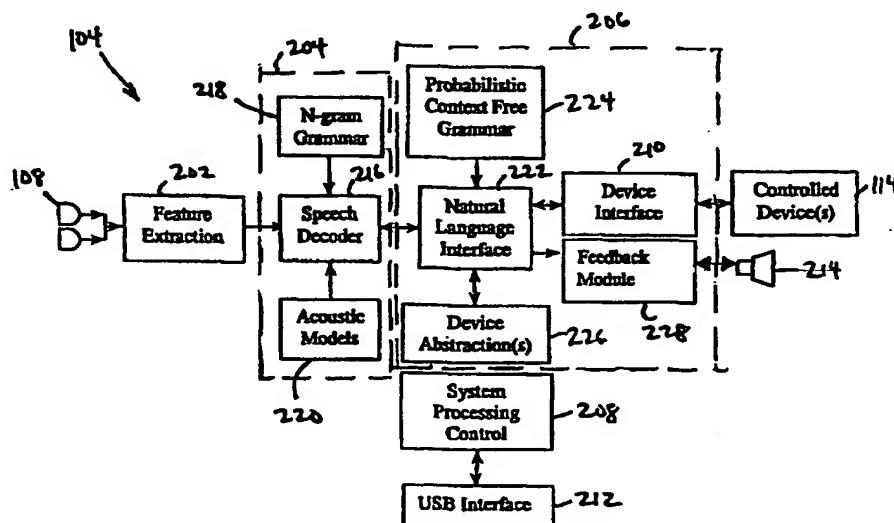 104
204
206
218
N-gram
Grammar
Probabilistic
Context Free
Grammar
224
108
202
Feature
Extraction
216
Speech
Decoder
222
Natural
Language
Interface
210
Device
Interface
Controlled
Device(s)
114
Feedback
Module
228
214
Acoustic
Models
220
Device
Abstraction(s)
226
System
Processing
Control
208
USB Interface
212